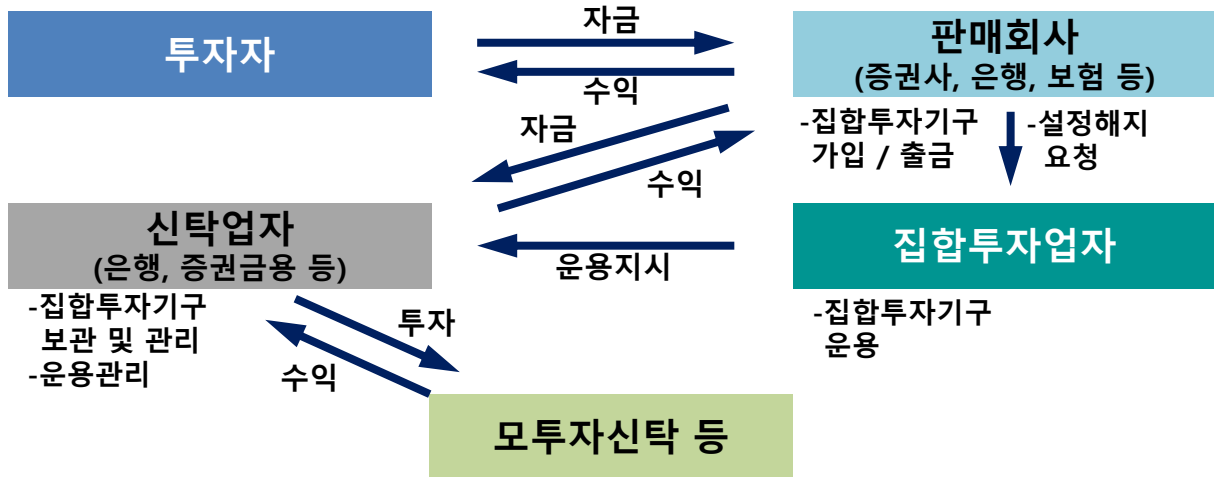 투자자
자금
수익
판매회사
(증권사, 은행, 보험 등)
자금
수익
-집합투자기구
가입 / 출금
-설정해지
요청
신탁업자
(은행, 증권금용 등)
운용지시
집합투자업자
-집합투자기구
보관 및 관리
-운용관리
투자
수익
-집합투자기구
운용
모투자신탁 등